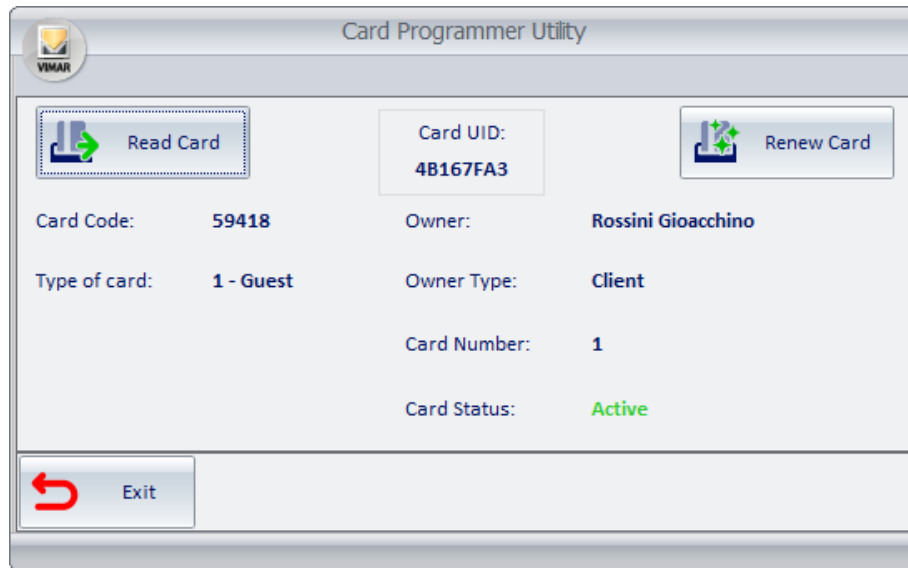 Card Programmer Utility
VIMAR
Read Card
Card UID:
4B167FA3
Renew Card
Card Code: 59418
Owner: Rossini Gioacchino
Type of card: 1 - Guest
Owner Type: Client
Card Number: 1
Card Status: Active
Exit